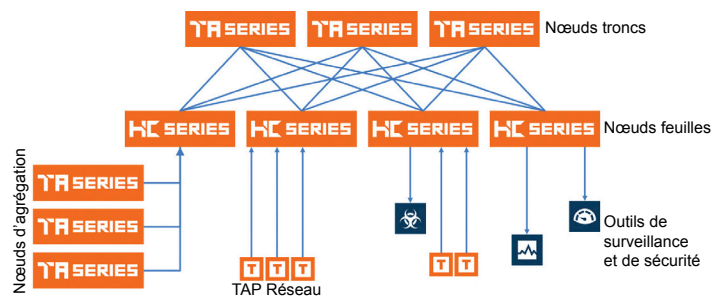 TA SERIES TA SERIES TA SERIES Nœuds troncs
HC SERIES HC SERIES HC SERIES HC SERIES Nœuds feuilles
Nœuds d'agrégation
TA SERIES
TA SERIES
TA SERIES
T T T T T
TAP Réseau
Outils de
surveillance
et de sécurité